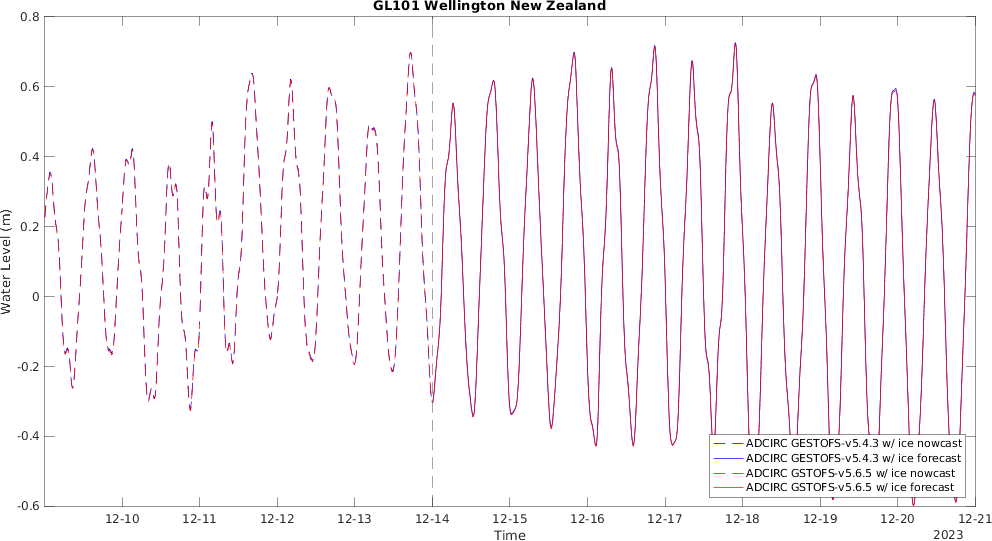 GL101 Wellington New Zealand
0.8
0.6
0.4
0.2
0
-0.2
-0.4
-0.6
Water Level (m)
ADCIRC GESTOFS-v5.4.3 w/ ice nowcast
ADCIRC GESTOFS-v5.4.3 w/ ice forecast
ADCIRC GSTOFS-v5.6.5 w/ ice nowcast
ADCIRC GSTOFS-v5.6.5 w/ ice forecast
12-10 12-11 12-12 12-13 12-14 12-15 12-16 12-17 12-18 12-19 12-20 12-21
Time
2023